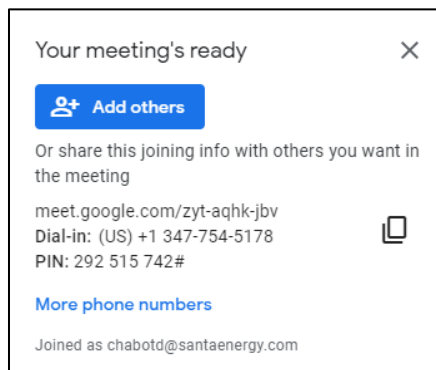 Your meeting's ready
Add others
Or share this joining info with others you want in
the meeting
meet.google.com/zyt-aqhk-jbv
Dial-in: (US) +1 347-754-5178
PIN: 292 515 742#
More phone numbers
Joined as chabotd@santaenergy.com